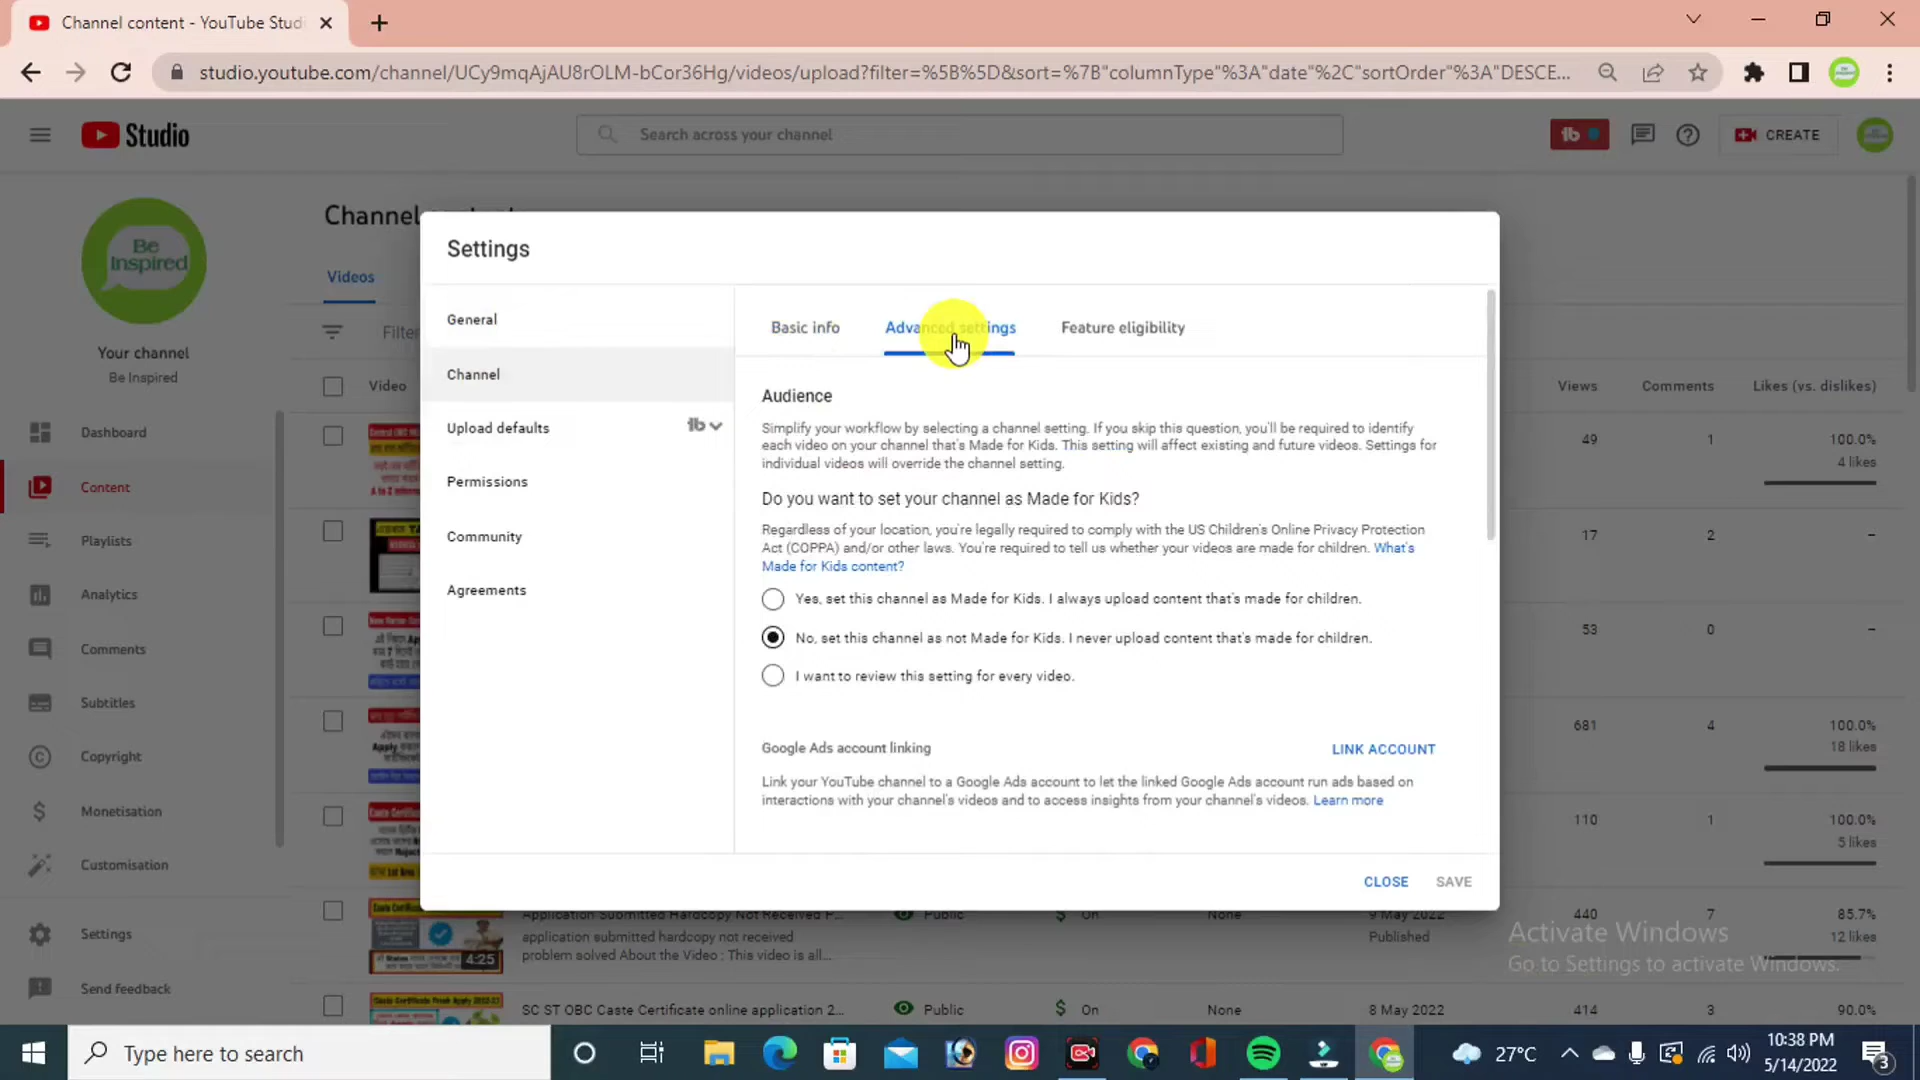 Channel content - YouTube Studi
studio.youtube.com/channel/UCy9mqAjAU8rOLM-bCor36Hg/videos/upload?filter=%5B%5D&sort=%7B"columnType"%3A"date"%2C"sortOrder"%3A"DESCE...
Studio
Search across your channel
CREATE
Be
Inspired
Your channel
Be Inspired
Dashboard
Content
Playlists
Analytics
Comments
Subtitles
Copyright
Monetisation
Customisation
Settings
Send feedback
Channel
Videos
Filter
Video
Views
Comments
Likes (vs. dislikes)
49
1
100.0%
4 likes
17
2
–
53
0
–
681
4
100.0%
18 likes
110
1
100.0%
5 likes
Settings
General
Channel
Upload defaults
Permissions
Community
Agreements
Basic info
Advanced settings
Feature eligibility
Audience
Simplify your workflow by selecting a channel setting. If you skip this question, you'll be required to identify
each video on your channel that's Made for Kids. This setting will affect existing and future videos. Settings for
individual videos will override the channel setting.
Do you want to set your channel as Made for Kids?
Regardless of your location, you're legally required to comply with the US Children's Online Privacy Protection
Act (COPPA) and/or other laws. You're required to tell us whether your videos are made for children. What's
Made for Kids content?
Yes, set this channel as Made for Kids. I always upload content that's made for children.
No, set this channel as not Made for Kids. I never upload content that's made for children.
I want to review this setting for every video.
Google Ads account linking
LINK ACCOUNT
Link your YouTube channel to a Google Ads account to let the linked Google Ads account run ads based on
interactions with your channel's videos and to access insights from your channel's videos. Learn more
CLOSE
SAVE
Application Submitted Hardcopy Not Received P...
application submitted hardcopy not received
problem solved About the Video : This video is all...
4:25
Public
On
None
9 May 2022
Published
440
7
85.7%
12 likes
SC ST OBC Caste Certificate online application 2...
Public
On
None
8 May 2022
414
3
90.0%
Activate Windows
Go to Settings to activate Windows.
Type here to search
27°C
10:38 PM
5/14/2022
3